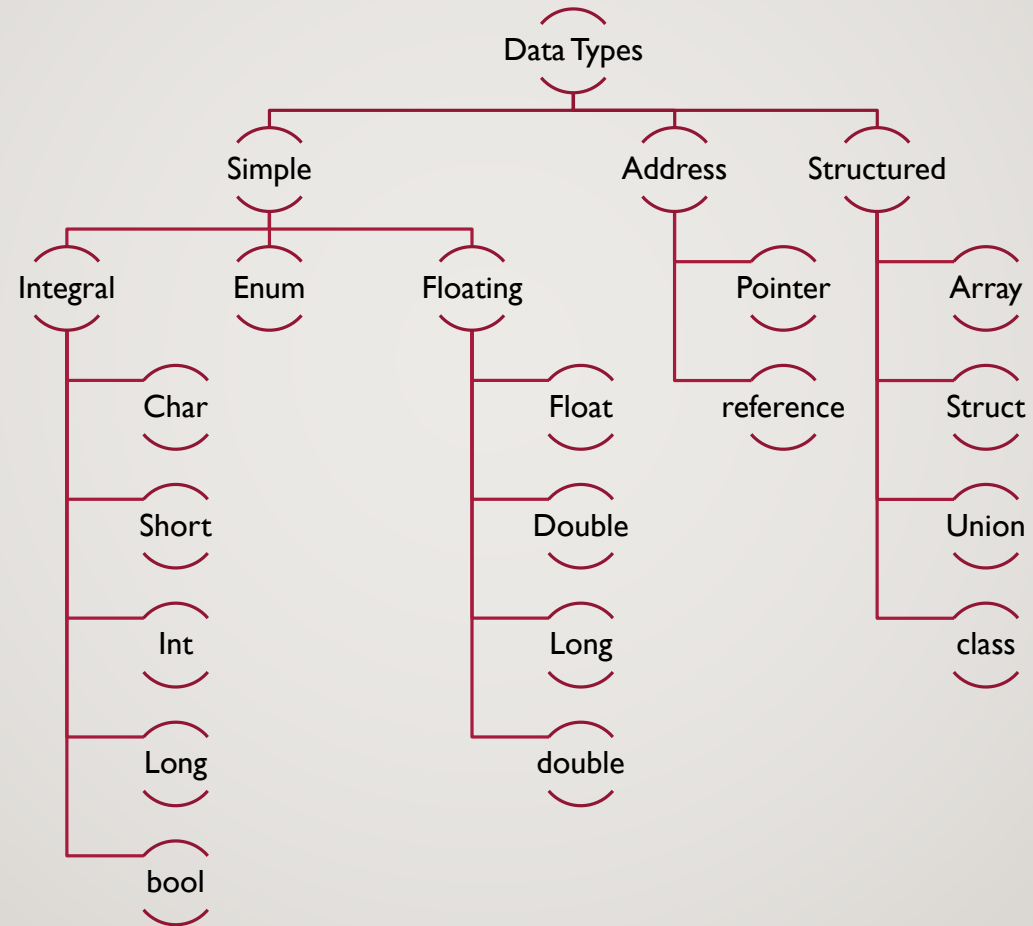 Data Types
Simple
Address
Structured
Integral
Enum
Floating
Pointer
Array
Char
Float
reference
Struct
Short
Double
Union
Int
Long
class
Long
double
bool